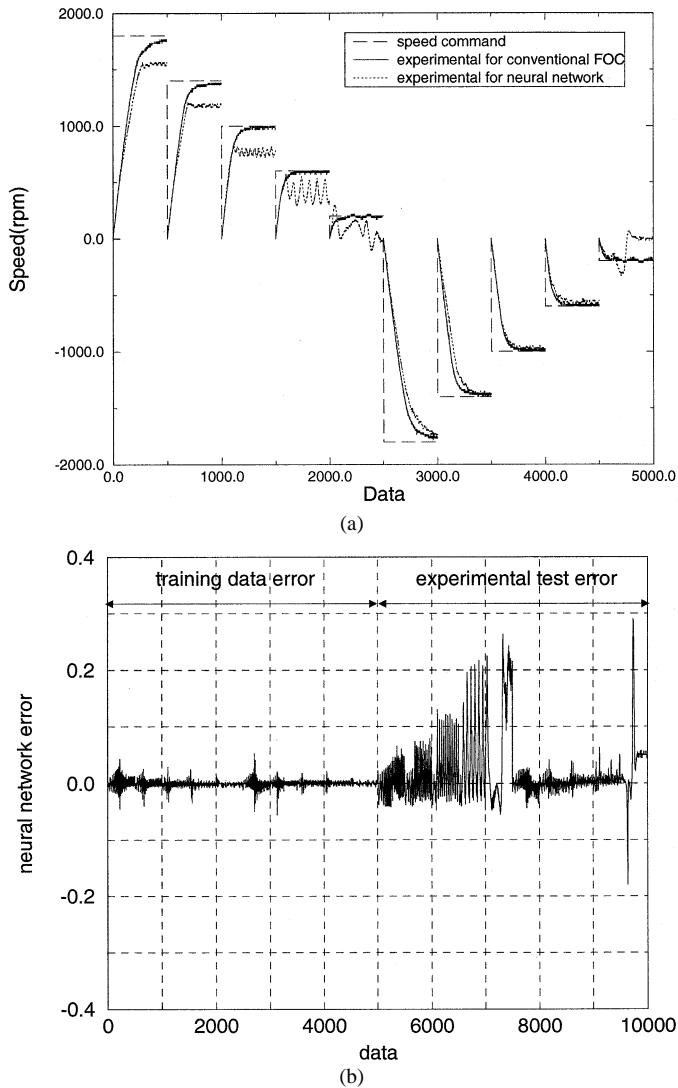 2000.0
1000.0
0.0
-1000.0
-2000.0
Speed(rpm)
speed command
experimental for conventional FOC
experimental for neural network
0.0 1000.0 2000.0 3000.0 4000.0 5000.0
Data
(a)
0.4
0.2
0.0
-0.2
-0.4
neural network error
training data error
experimental test error
0 2000 4000 6000 8000 10000
data
(b)